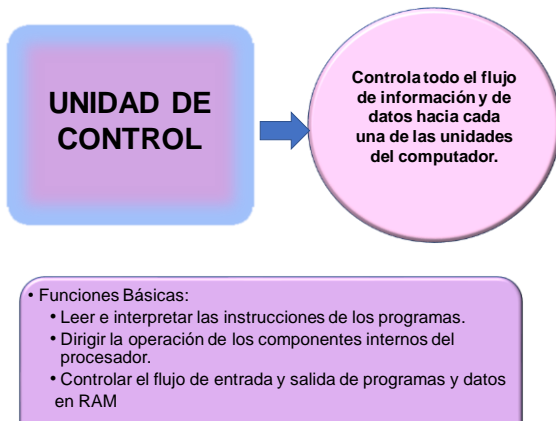 UNIDAD DE
CONTROL
Controla todo el flujo
de información y de
datos hacia cada
una de las unidades
del computador.
• Funciones Básicas:
• Leer e interpretar las instrucciones de los programas.
• Dirigir la operación de los componentes internos del
procesador.
• Controlar el flujo de entrada y salida de programas y datos
en RAM